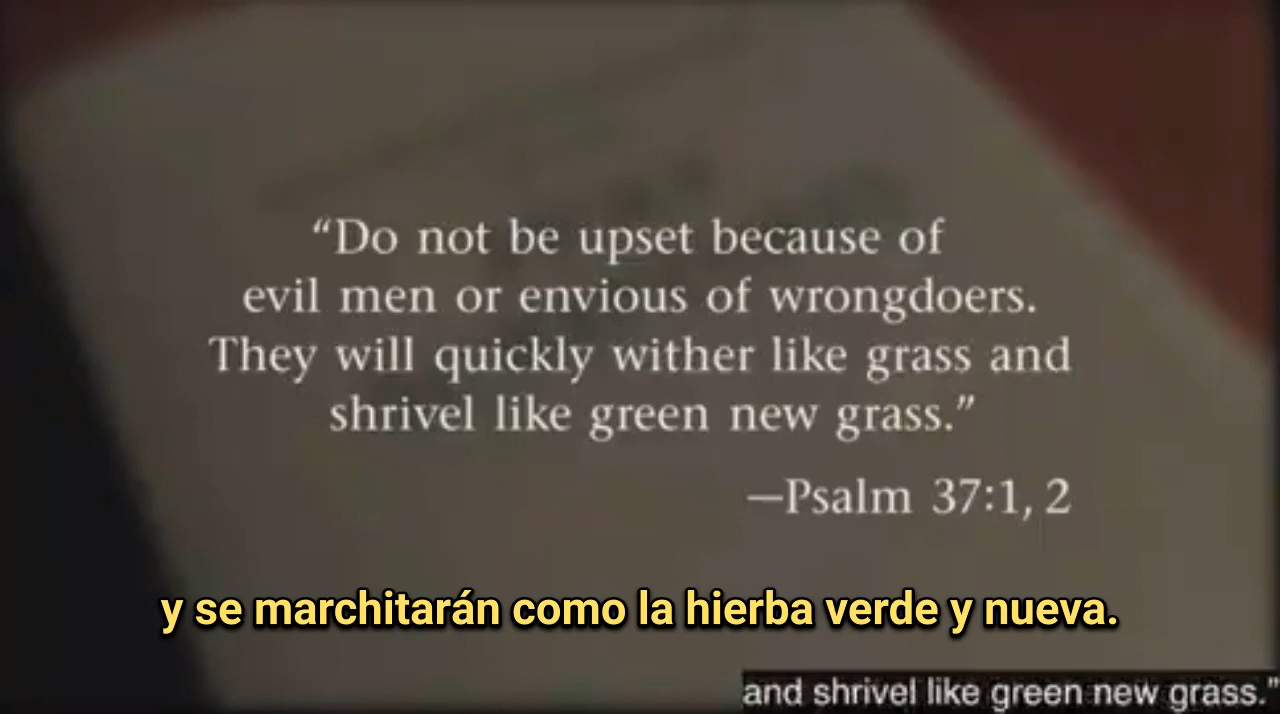 “Do not be upset because of
evil men or envious of wrongdoers.
They will quickly wither like grass and
shrivel like green new grass.”
—Psalm 37:1, 2
y se marchitarán como la hierba verde y nueva.
and shrivel like green new grass.”